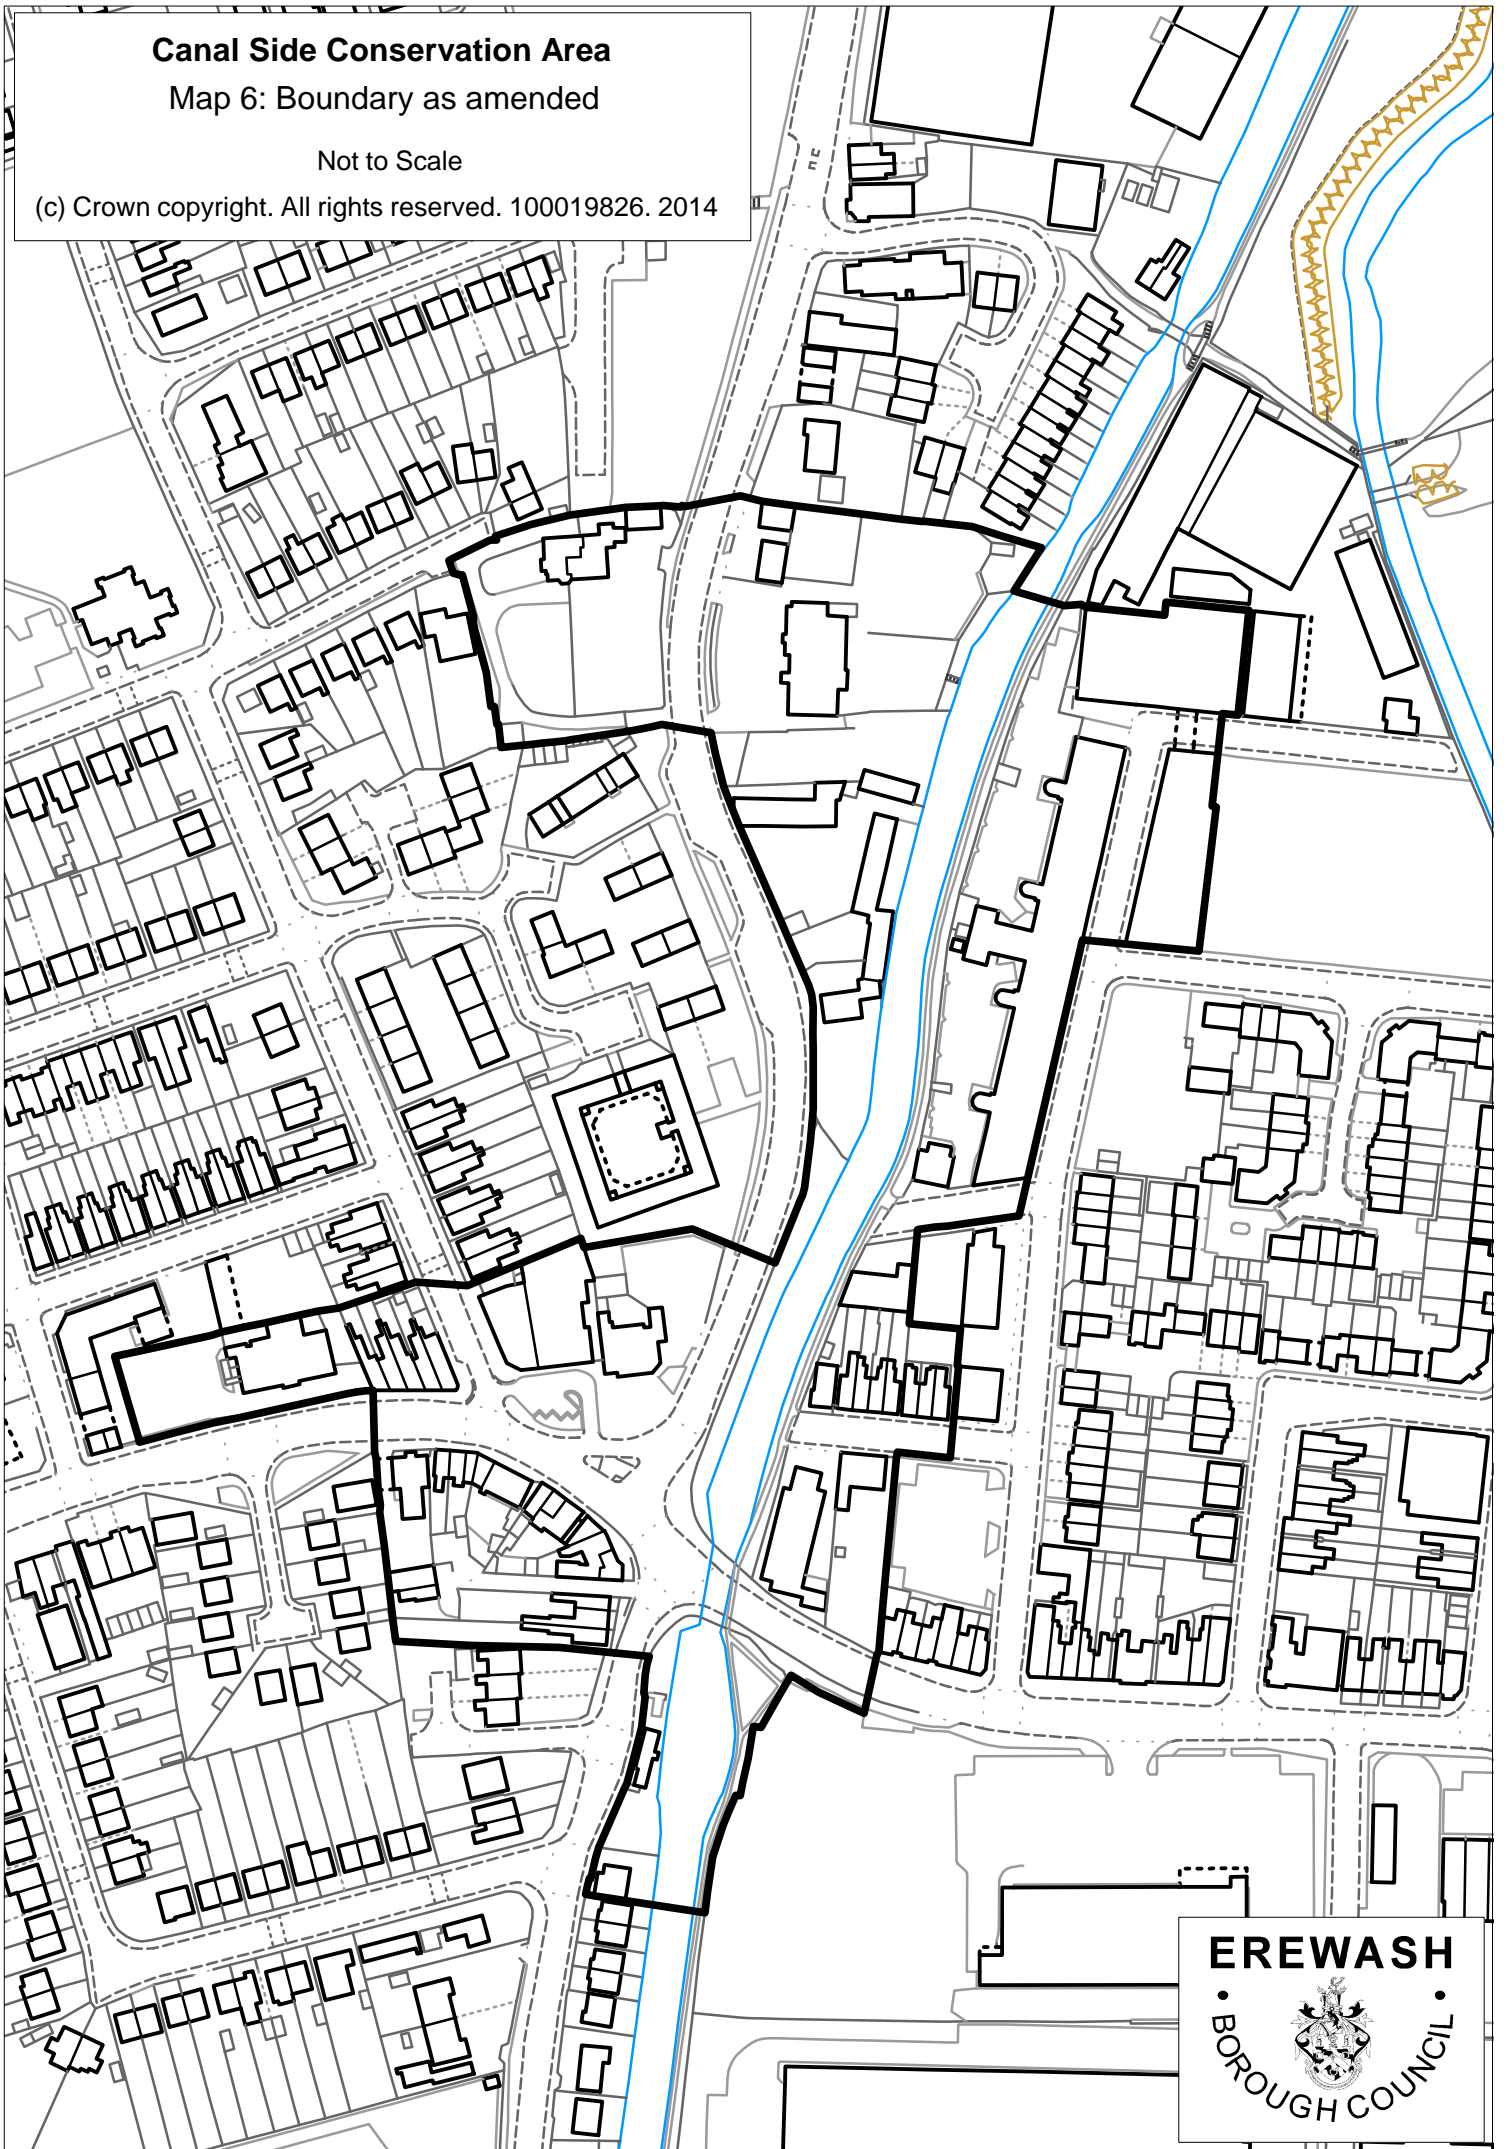 Canal Side Conservation Area
Map 6: Boundary as amended
Not to Scale
(c) Crown copyright. All rights reserved. 100019826. 2014
EREWASH
• BOROUGH COUNCIL •